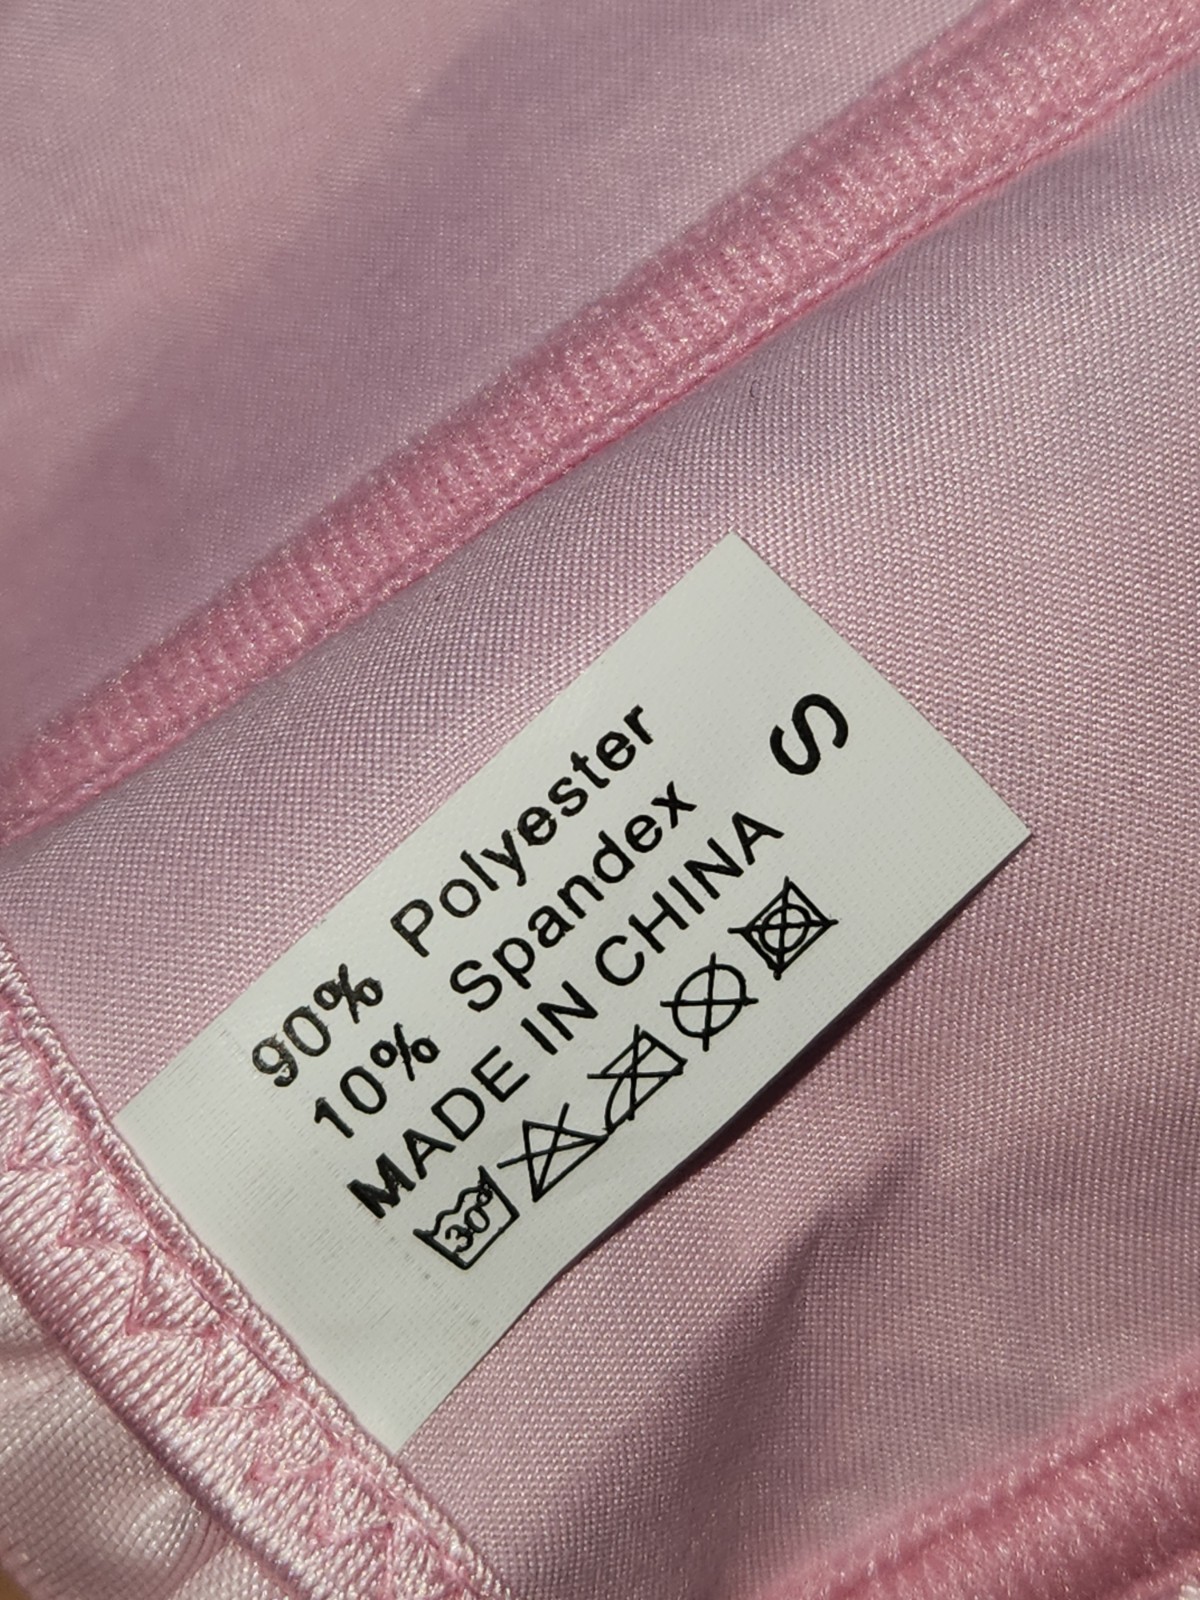 S
90% Polyester
10% Spandex
MADE IN CHINA
30°